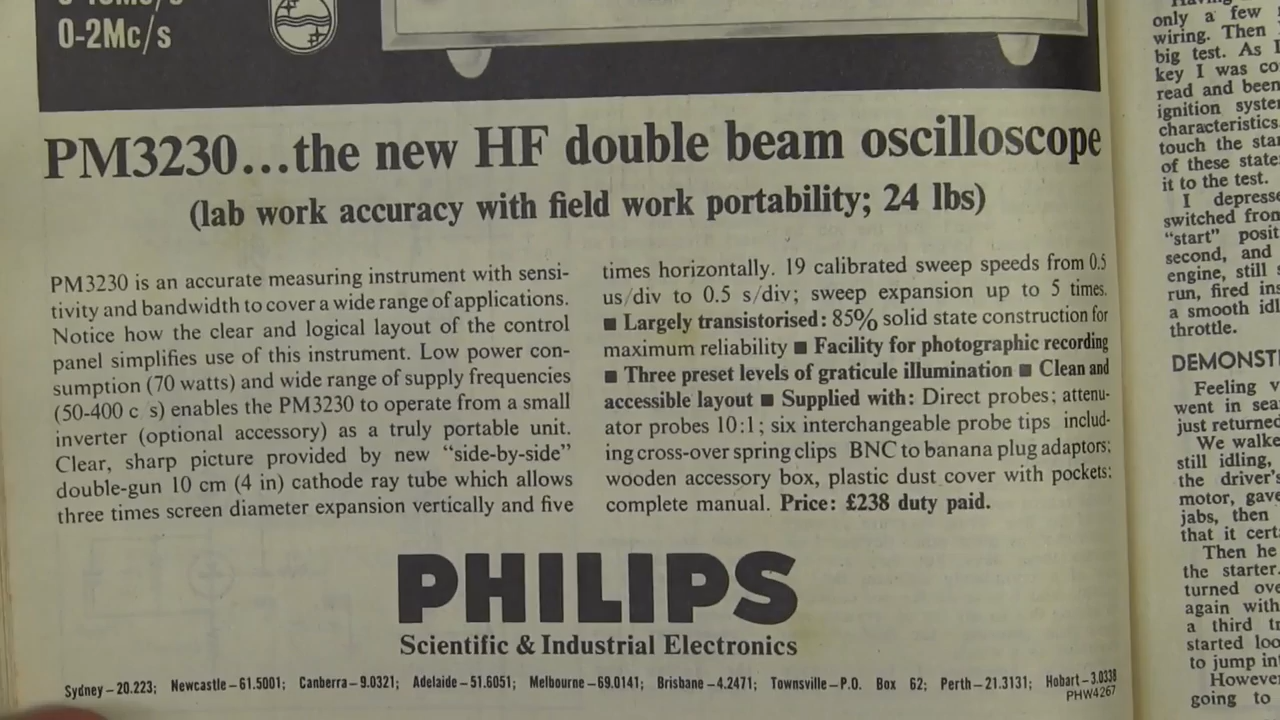 0-2Mc/s
PM3230...the new HF double beam oscilloscope
(lab work accuracy with field work portability; 24 lbs)
PM3230 is an accurate measuring instrument with sensi-
tivity and bandwidth to cover a wide range of applications.
Notice how the clear and logical layout of the control
panel simplifies use of this instrument. Low power con-
sumption (70 watts) and wide range of supply frequencies
(50-400 c s) enables the PM3230 to operate from a small
inverter (optional accessory) as a truly portable unit.
Clear, sharp picture provided by new "side-by-side"
double-gun 10 cm (4 in) cathode ray tube which allows
three times screen diameter expansion vertically and five
times horizontally. 19 calibrated sweep speeds from 0.5
us/div to 0.5 s/div; sweep expansion up to 5 times.
■ Largely transistorised: 85% solid state construction for
maximum reliability ■ Facility for photographic recording
■ Three preset levels of graticule illumination ■ Clean and
accessible layout ■ Supplied with: Direct probes; attenu-
ator probes 10:1; six interchangeable probe tips includ-
ing cross-over spring clips BNC to banana plug adaptors;
wooden accessory box, plastic dust cover with pockets;
complete manual. Price: £238 duty paid.
PHILIPS
Scientific & Industrial Electronics
Sydney–20.223; Newcastle–61.5001; Canberra–9.0321; Adelaide–51.6051; Melbourne–69.0141; Brisbane–4.2471; Townsville–P.O. Box 62; Perth–21.3131; Hobart–3.0338
PHW4267
only a few
wiring. Then
big test. As I
key I was co
read and been
ignition syste
characteristics
touch the sta
of these state
it to the test.
I depresse
switched from
"start" posit
second, and
engine, still
run, fired ins
a smooth idl
throttle.
DEMONST
Feeling
went in sea
just returned
We walke
still idling,
the driver's
motor, gave
jabs, then
that it cert
Then he
the starter.
turned ove
again with
a third tr
started loo
to jump in
However
going to